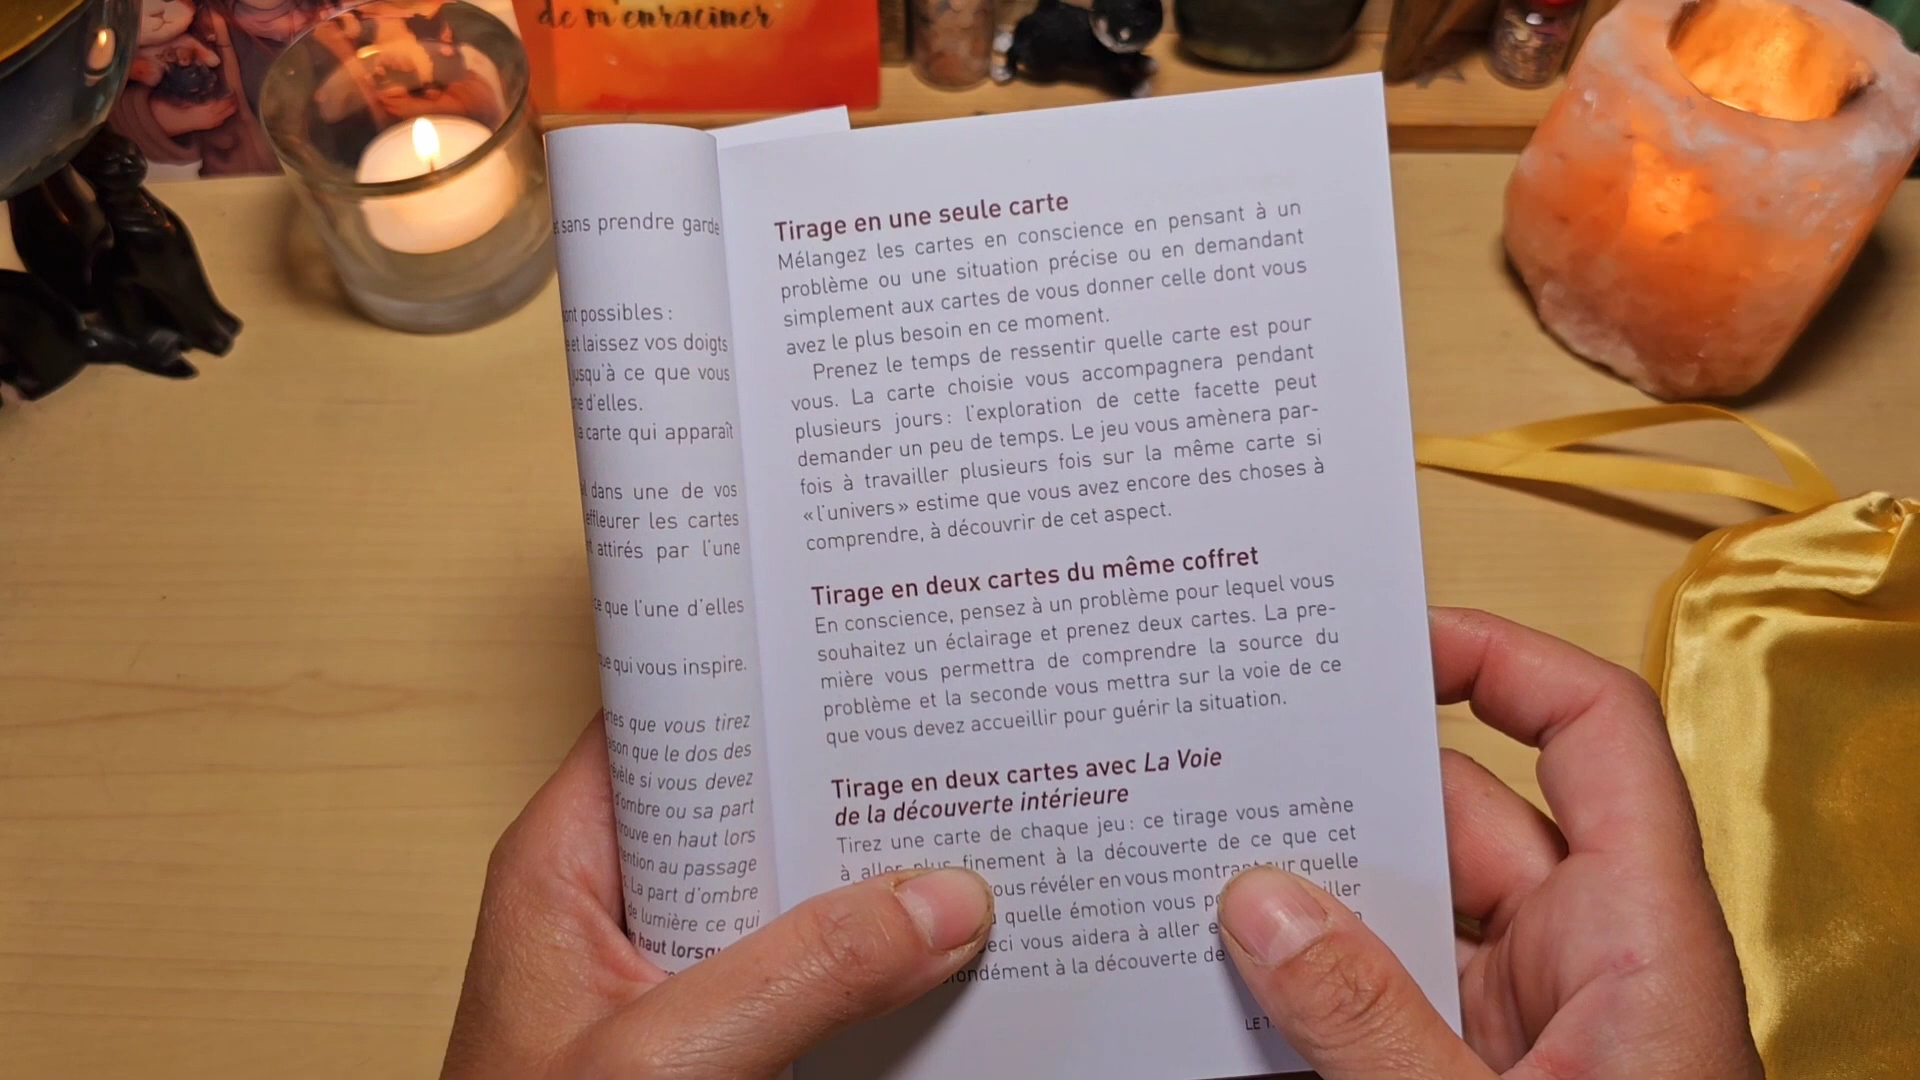 de m'enraciner
sans prendre garde
possibles :
et laissez vos doigts
jusqu'à ce que vous
d'elles.
carte qui apparaît
dans une de vos
effleurer les cartes
attirés par l'une
que l'une d'elles
qui vous inspire.
que vous tirez
que le dos des
si vous devez
d'ombre ou sa part
en haut lors
au passage
La part d'ombre
de lumière ce qui
haut
Tirage en une seule carte
Mélangez les cartes en conscience en pensant à un
problème ou une situation précise ou en demandant
simplement aux cartes de vous donner celle dont vous
avez le plus besoin en ce moment.
Prenez le temps de ressentir quelle carte est pour
vous. La carte choisie vous accompagnera pendant
plusieurs jours : l'exploration de cette facette peut
demander un peu de temps. Le jeu vous amènera par-
fois à travailler plusieurs fois sur la même carte si
« l'univers » estime que vous avez encore des choses à
comprendre, à découvrir de cet aspect.
Tirage en deux cartes du même coffret
En conscience, pensez à un problème pour lequel vous
souhaitez un éclairage et prenez deux cartes. La pre-
mière vous permettra de comprendre la source du
problème et la seconde vous mettra sur la voie de ce
que vous devez accueillir pour guérir la situation.
Tirage en deux cartes avec La Voie
de la découverte intérieure
Tirez une carte de chaque jeu : ce tirage vous amène
à aller plus finement à la découverte de ce que cet
vous révéler en vous montrant sur quelle
quelle émotion vous
vous aidera à aller
à la découverte de
LE